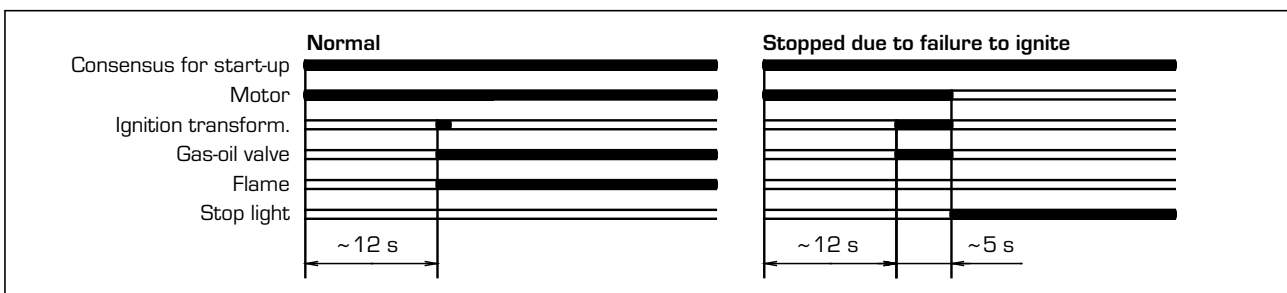 Normal
Stopped due to failure to ignite
Consensus for start-up
Motor
Ignition transform.
Gas-oil valve
Flame
Stop light
~12 s
~12 s
~5 s